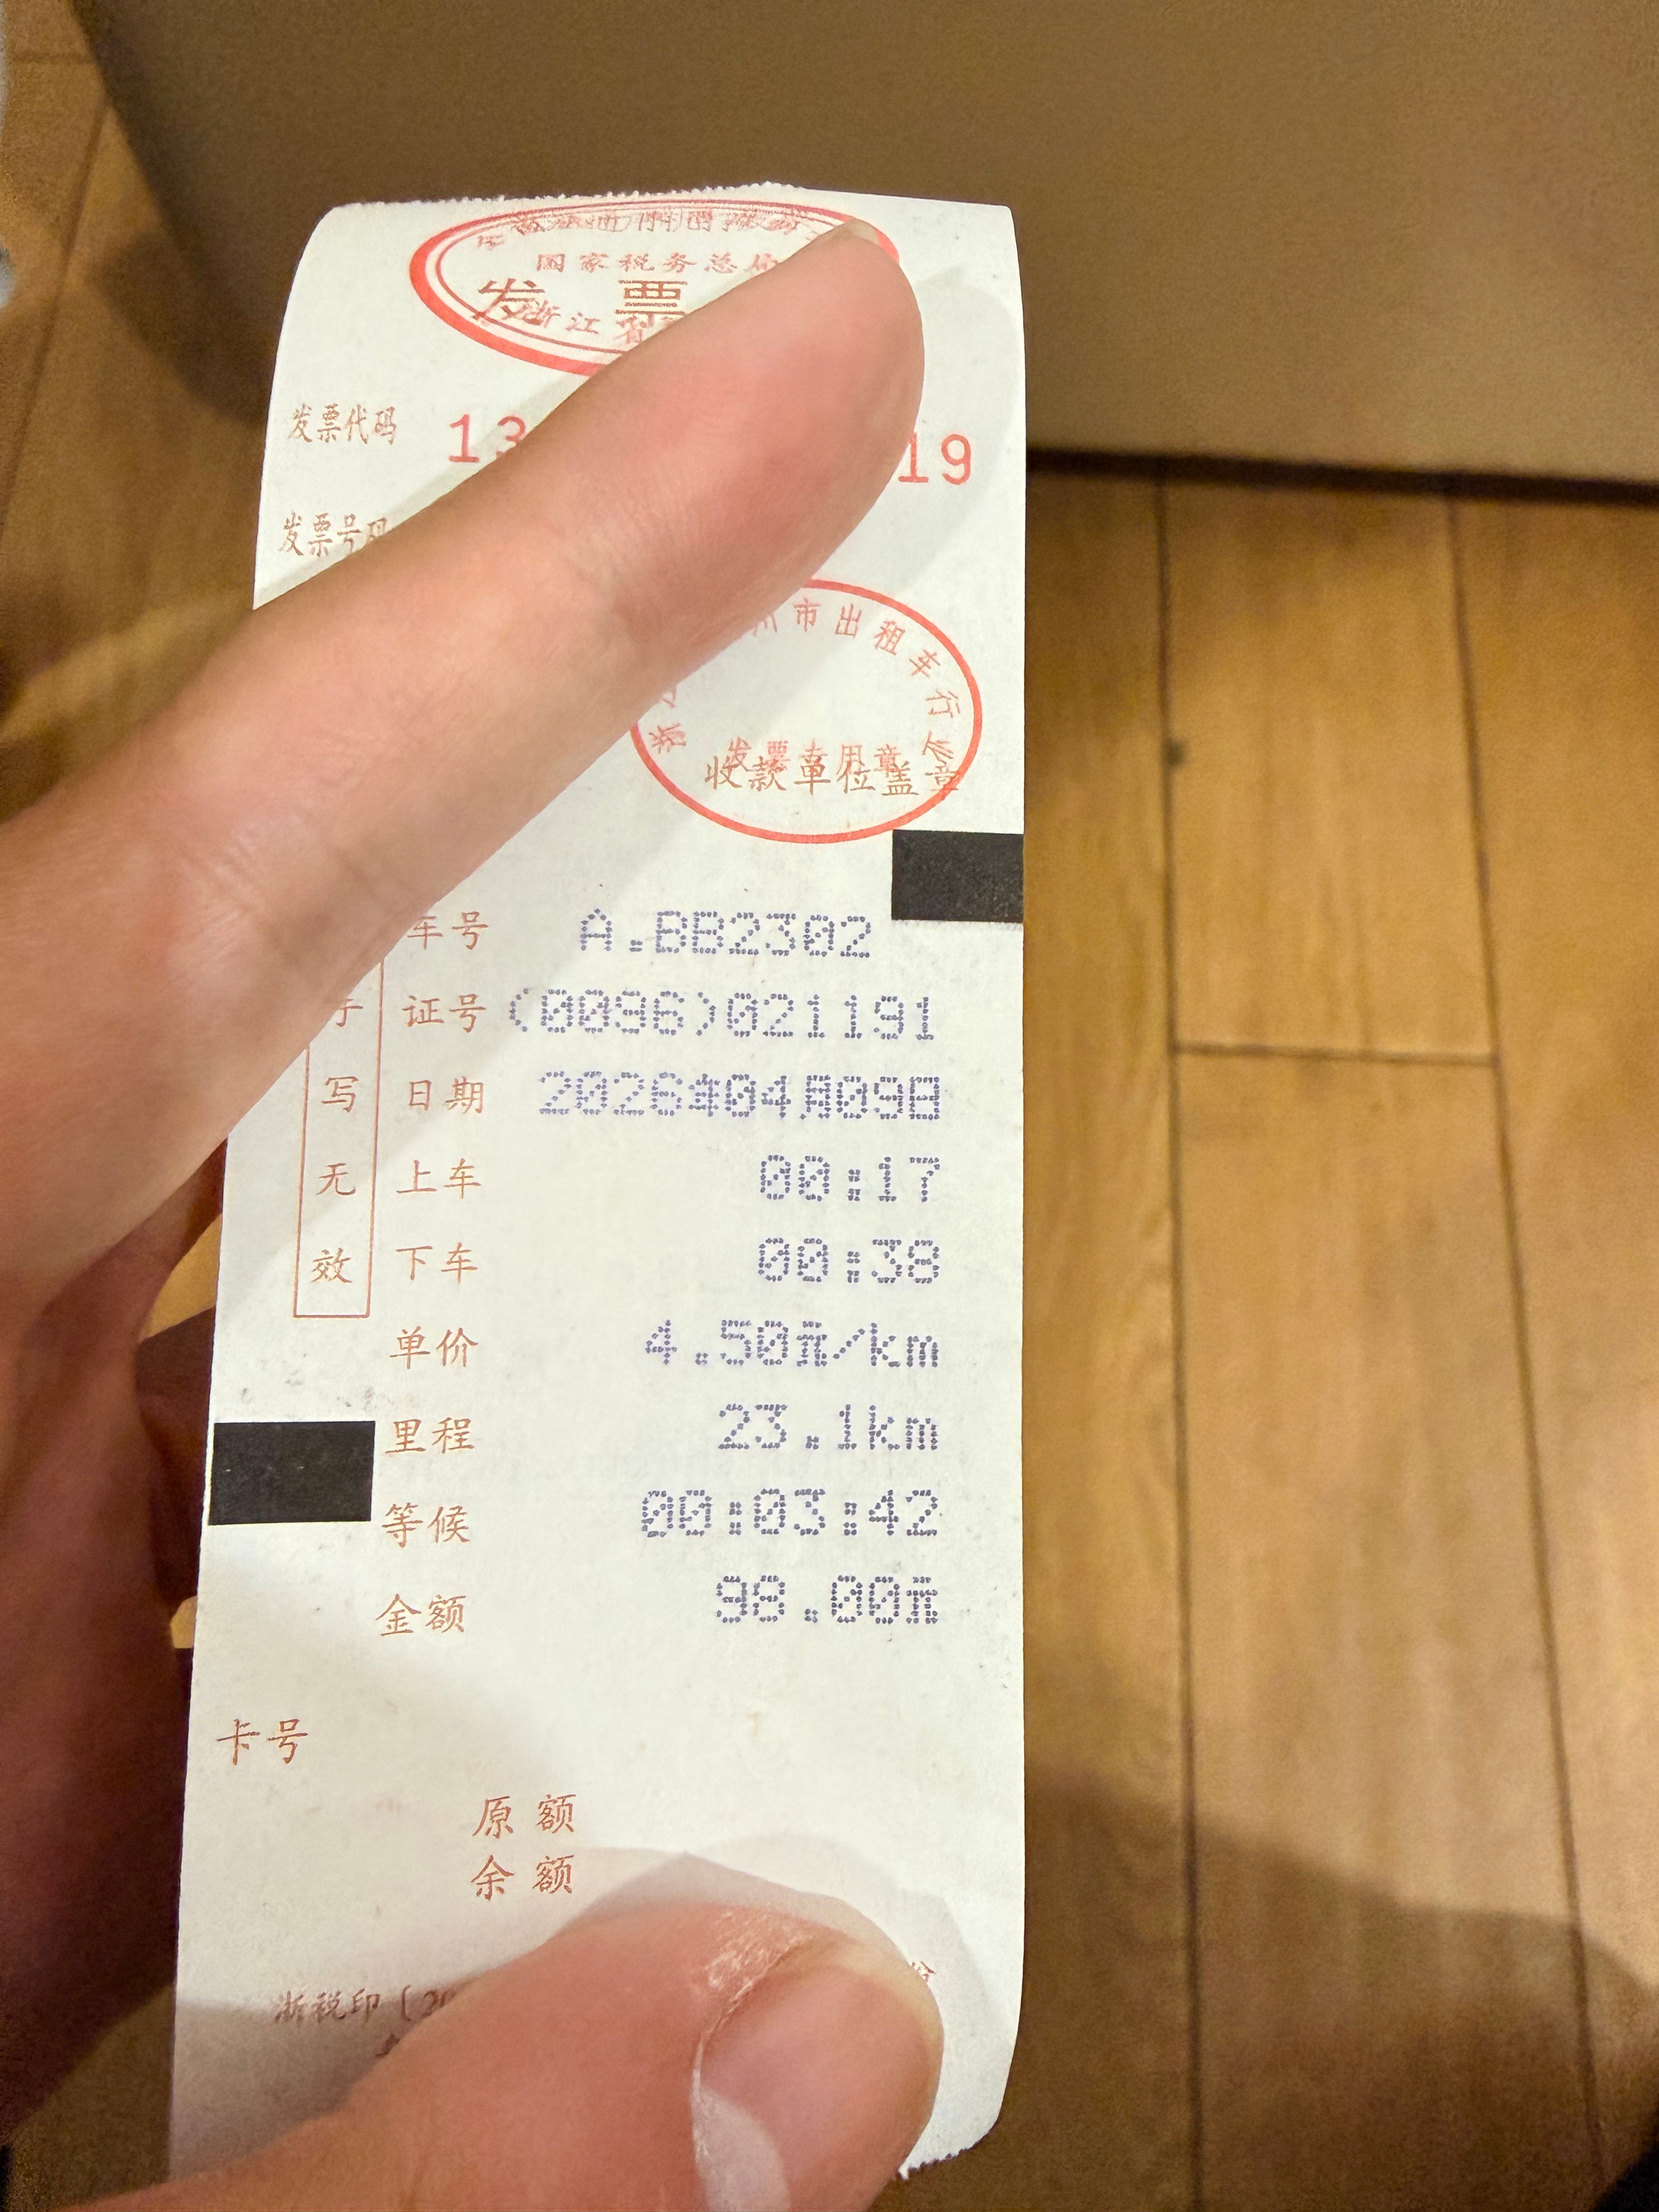 国家税务总局
发票
浙江省
发票代码 13 19
发票号码
州市出租车行业
发票专用章
收款单位盖章
车号 A.BB2302
手 证号 (0096)021191
写 日期 2026年04月09日
无 上车 00:17
效 下车 00:38
单价 4.50元/km
里程 23.1km
等候 00:03:42
金额 98.00元
卡号
原额
余额
浙税印〔20